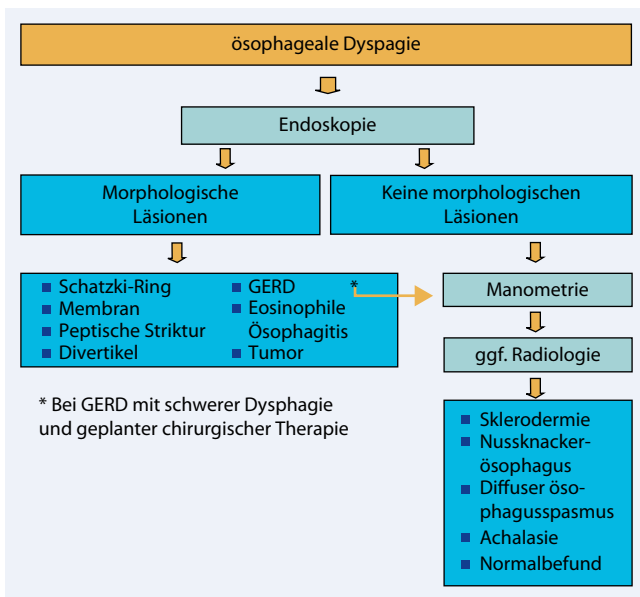 ösophageale Dyspagie
Endoskopie
Morphologische
Läsionen
Keine morphologischen
Läsionen
Schatzki-Ring
Membran
Peptische Striktur
Divertikel
GERD *
Eosinophile
Ösophagitis
Tumor
Manometrie
ggf. Radiologie
* Bei GERD mit schwerer Dysphagie
und geplanter chirurgischer Therapie
Sklerodermie
Nussknacker-
ösophagus
Diffuser öso-
phagusspasmus
Achalasie
Normalbefund